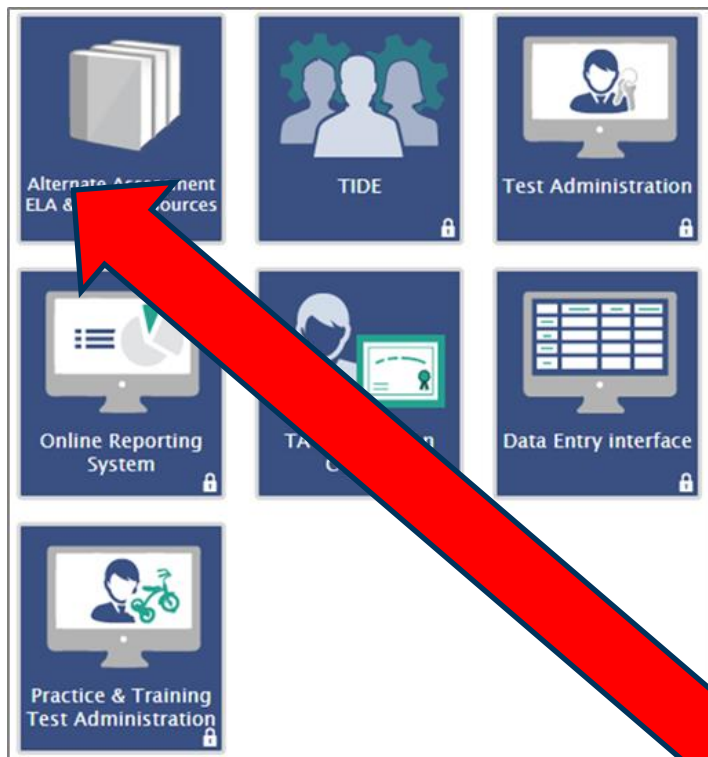 Alternate
ELA &
TIDE
Test Administration
Online Reporting
System
Data Entry interface
Practice & Training
Test Administration